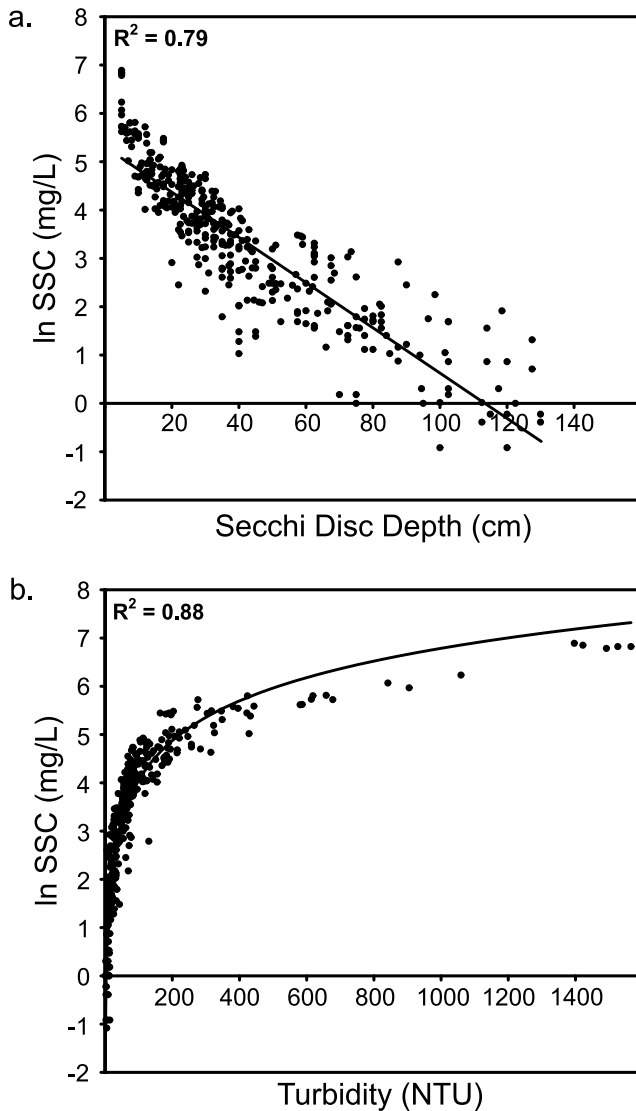 a.
R² = 0.79
8
7
6
5
4
3
2
1
0
-1
-2
20 40 60 80 100 120 140
ln SSC (mg/L)
Secchi Disc Depth (cm)
b.
R² = 0.88
8
7
6
5
4
3
2
1
0
-1
-2
200 400 600 800 1000 1200 1400
ln SSC (mg/L)
Turbidity (NTU)